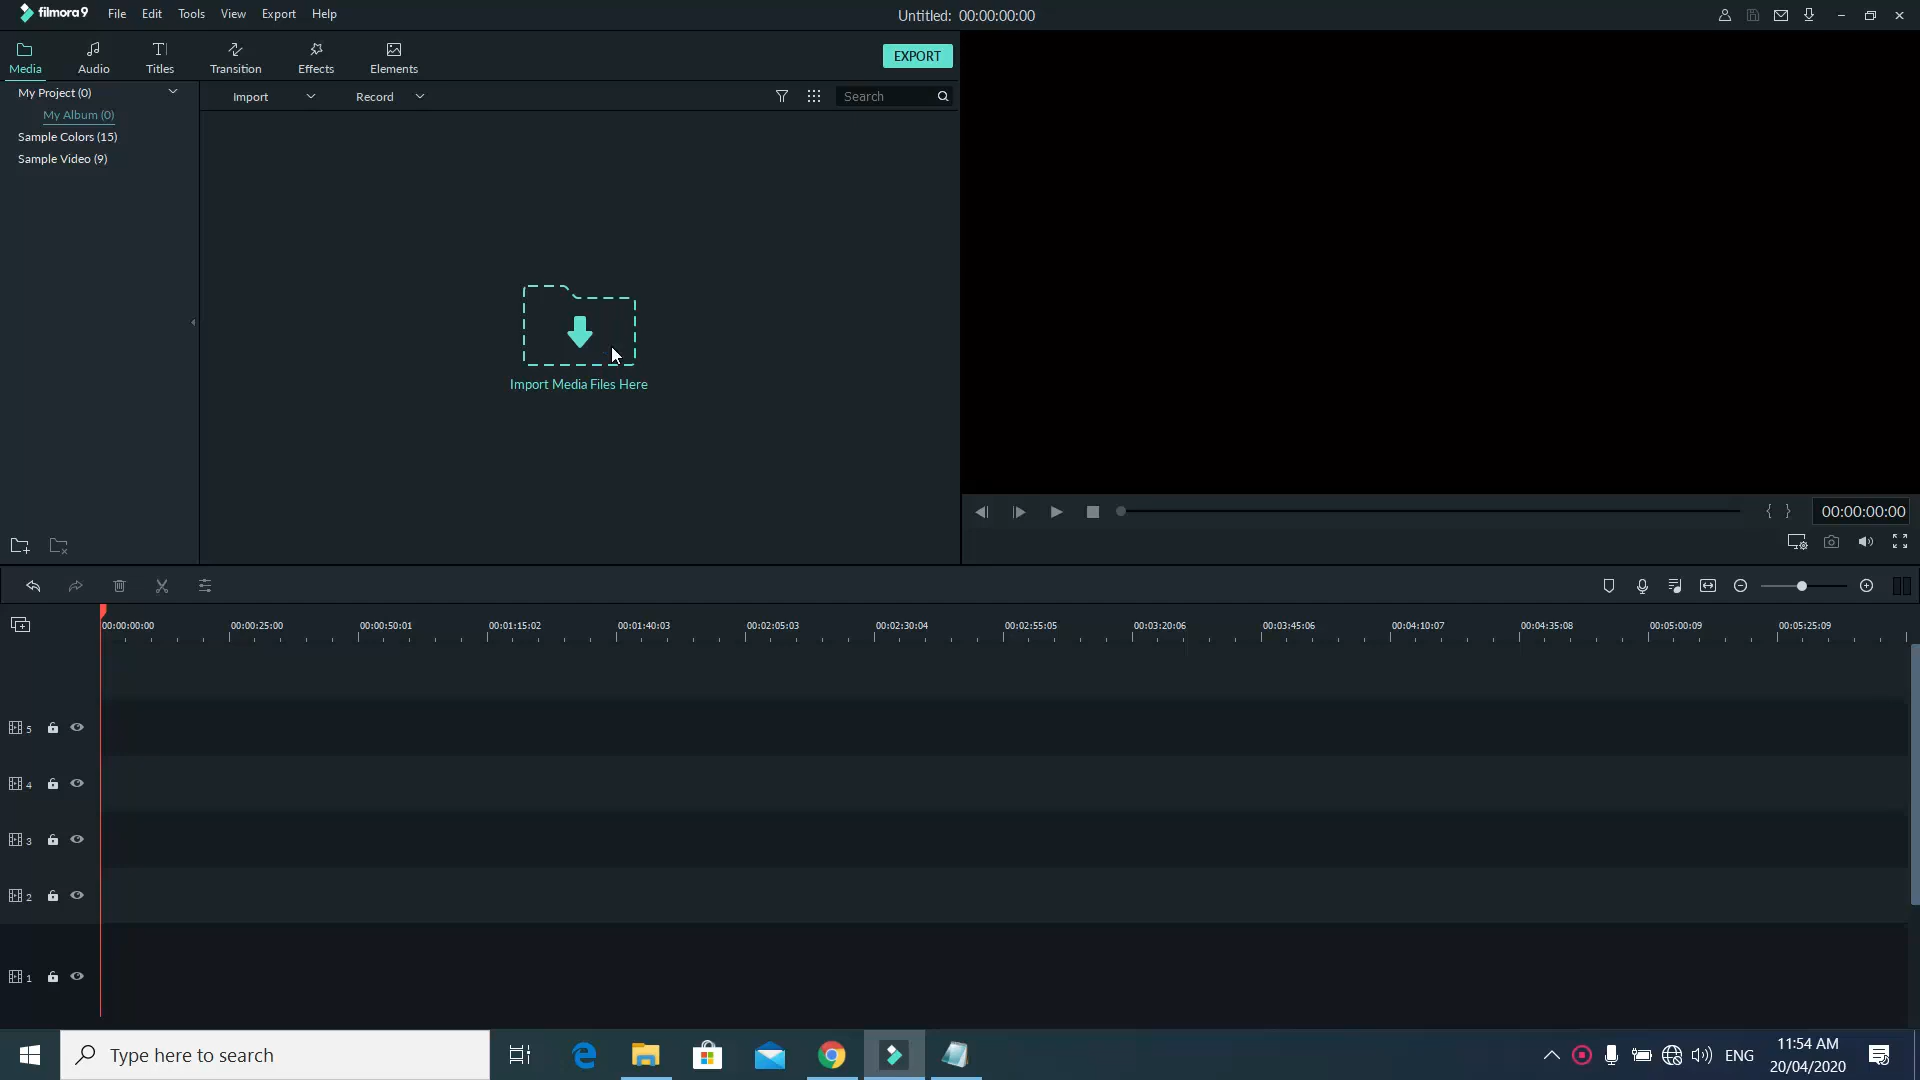 filmora9 File Edit Tools View Export Help Untitled: 00:00:00:00
Media Audio Titles Transition Effects Elements EXPORT
My Project (0) Import Record Search
My Album (0)
Sample Colors (15)
Sample Video (9)
Import Media Files Here
{ } 00:00:00:00
00:00:00:00 00:00:25:00 00:00:50:01 00:01:15:02 00:01:40:03 00:02:05:03 00:02:30:04 00:02:55:05 00:03:20:06 00:03:45:06 00:04:10:07 00:04:35:08 00:05:00:09 00:05:25:09
5
4
3
2
1
Type here to search ENG 11:54 AM
20/04/2020